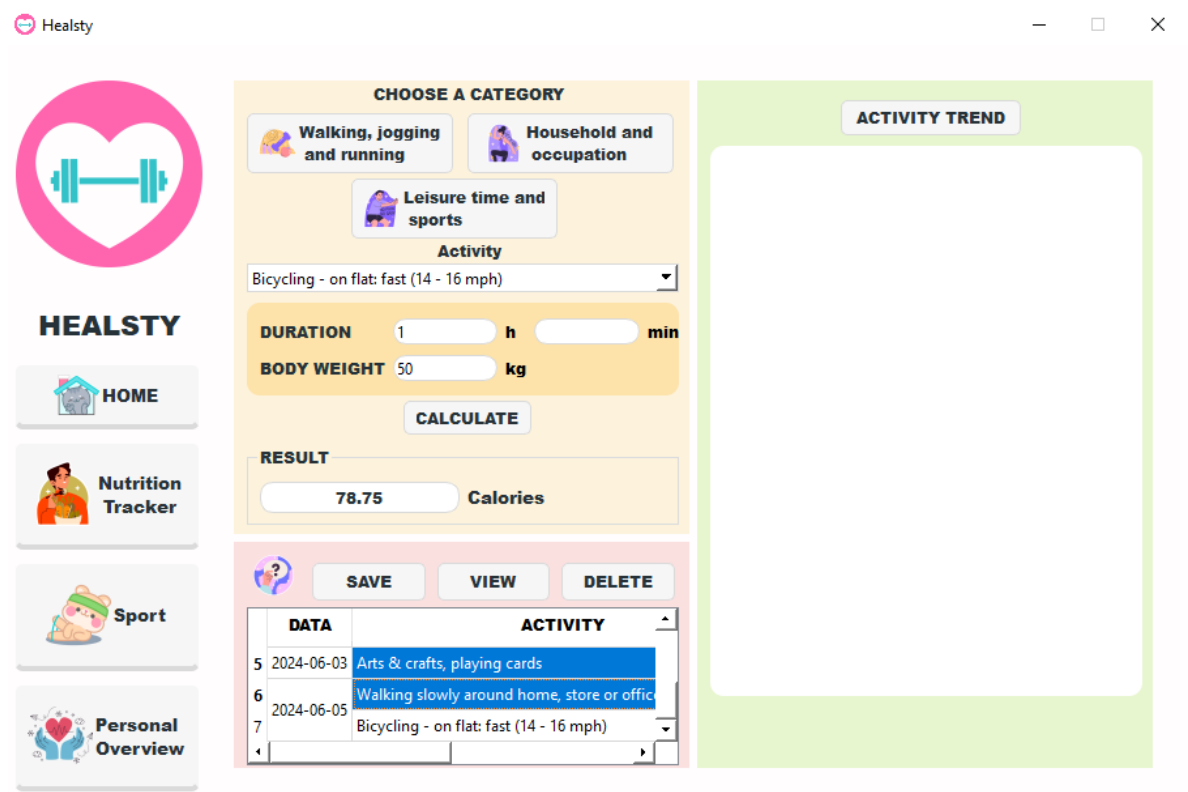 Healsty
HEALSTY
HOME
Nutrition
Tracker
Sport
Personal
Overview
CHOOSE A CATEGORY
Walking, jogging
and running
Household and
occupation
Leisure time and
sports
Activity
Bicycling - on flat: fast (14 - 16 mph)
DURATION 1 h min
BODY WEIGHT 50 kg
CALCULATE
RESULT
78.75 Calories
? SAVE VIEW DELETE
DATA ACTIVITY
5 2024-06-03 Arts & crafts, playing cards
6 Walking slowly around home, store or office
2024-06-05
7 Bicycling - on flat: fast (14 - 16 mph)
ACTIVITY TREND